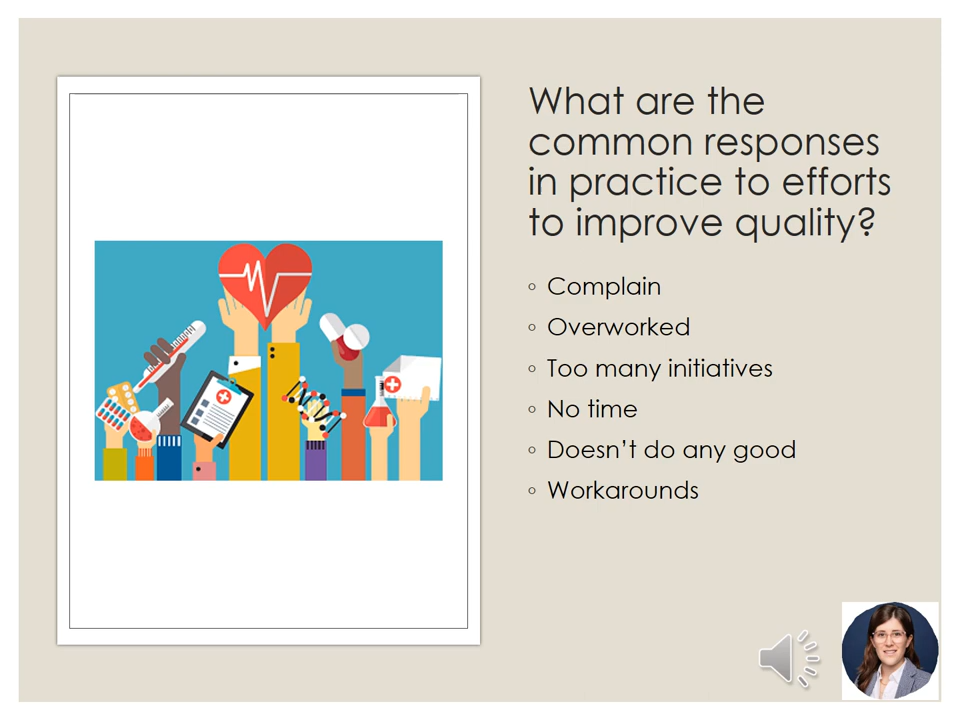 What are the
common responses
in practice to efforts
to improve quality?
◦ Complain
◦ Overworked
◦ Too many initiatives
◦ No time
◦ Doesn’t do any good
◦ Workarounds